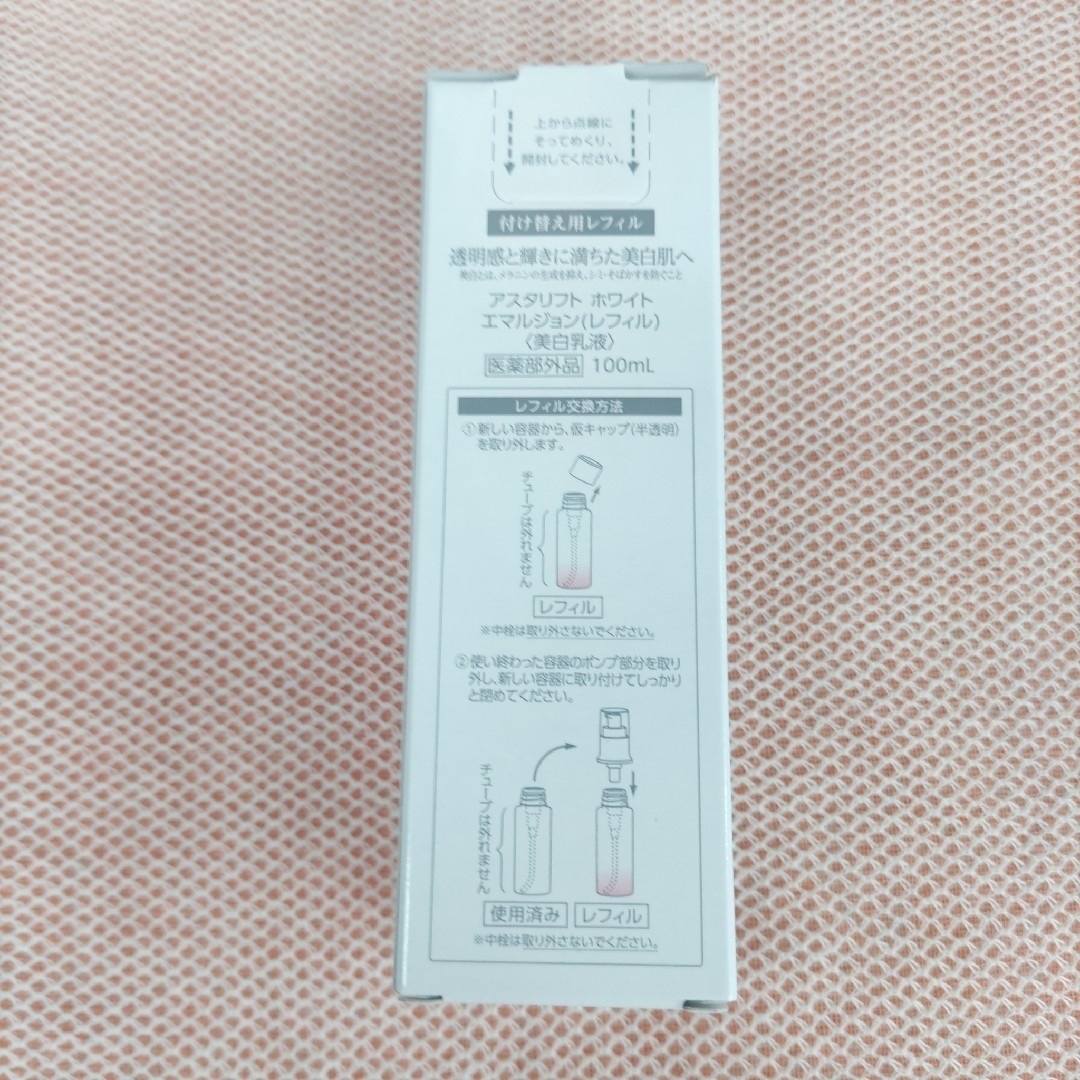 上から点線に
そってめくり、
開封してください。
付け替え用レフィル
透明感と輝きに満ちた美白肌へ
美白とは、メラニンの生成を抑え、シミ・そばかすを防ぐこと
アスタリフト ホワイト
エマルジョン(レフィル)
〈美白乳液〉
医薬部外品 100mL
レフィル交換方法
①新しい容器から、仮キャップ(半透明)
を取り外します。
チューブは外れません
レフィル
※中栓は取り外さないでください。
②使い終わった容器のポンプ部分を取り
外し、新しい容器に取り付けてしっかり
と閉めてください。
チューブは外れません
使用済み
レフィル
※中栓は取り外さないでください。